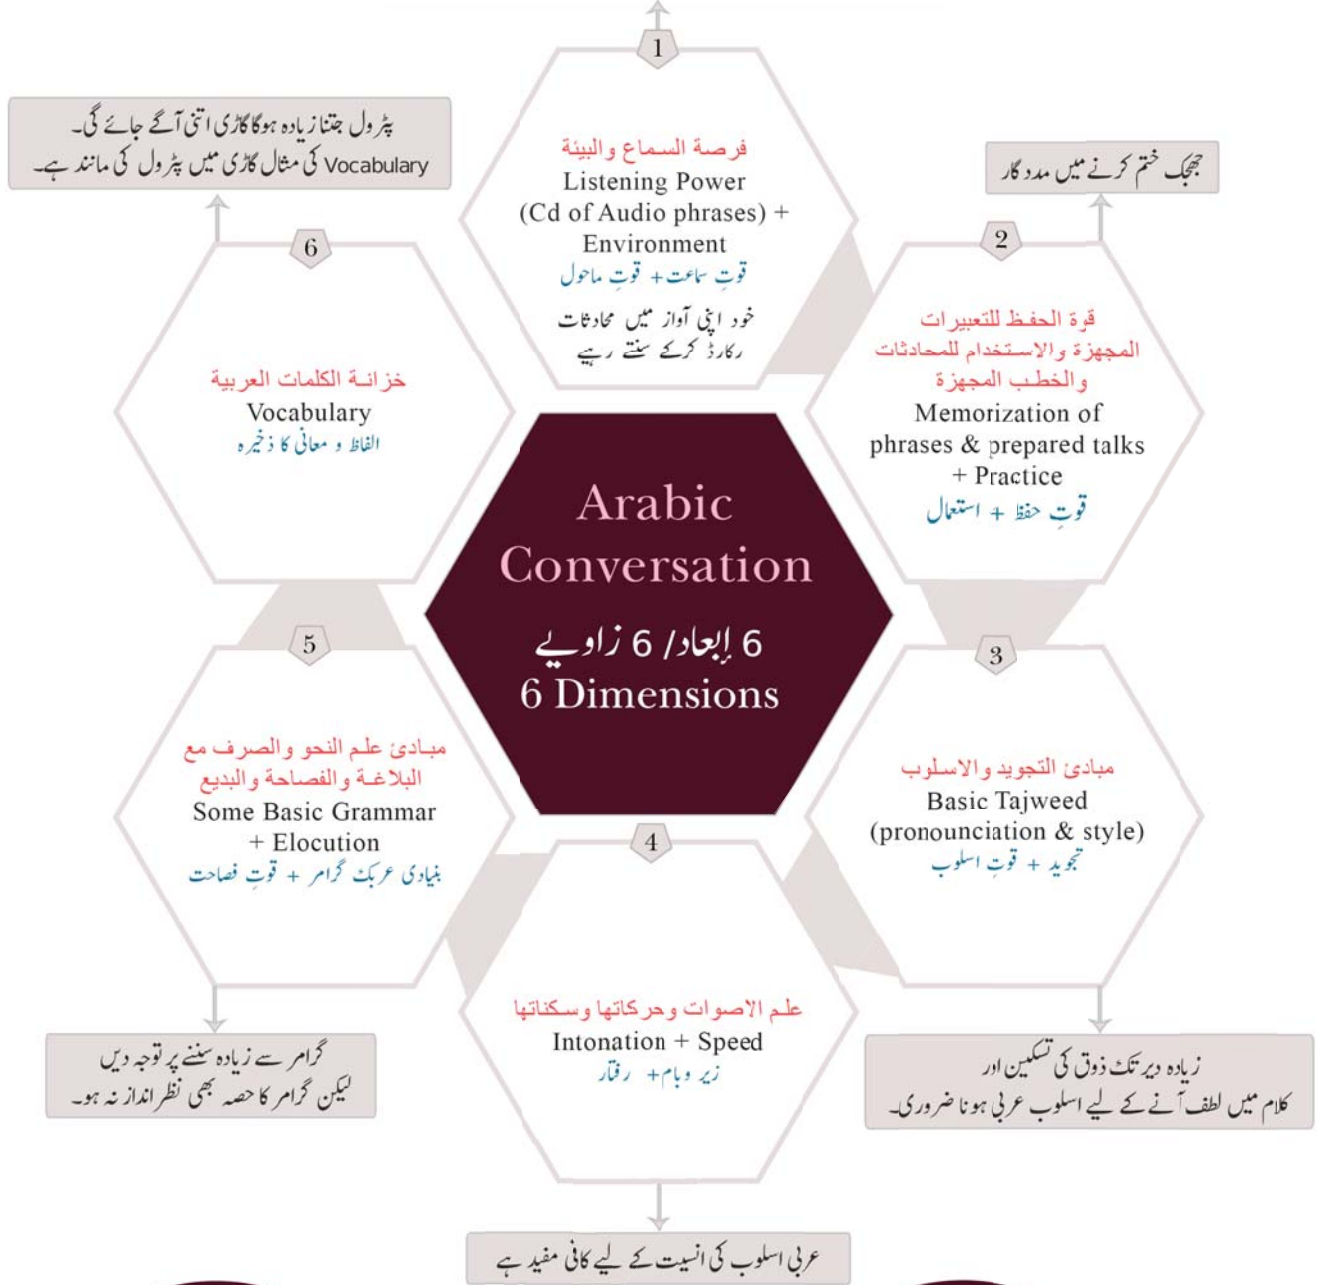 1
فرصة السماع والبيئة
Listening Power
(Cd of Audio phrases) +
Environment
قوتِ سماعت + قوتِ ماحول
خود اپنی آواز میں محادثات
رکارڈ کرکے سنتے رہیے
جھجک ختم کرنے میں مدد گار
2
قوة الحفظ للتعبيرات
المجهزة والاستخدام للمحادثات
والخطب المجهزة
Memorization of
phrases & prepared talks
+ Practice
قوتِ حفظ + استعمال
3
مبادئ التجويد والاسلوب
Basic Tajweed
(pronounciation & style)
تجوید + قوتِ اسلوب
زیادہ دیر تک ذوق کی تسکین اور
کلام میں لطف آنے کے لیے اسلوب عربی ہونا ضروری۔
4
علم الاصوات وحركاتها وسكناتها
Intonation + Speed
زیر وبام + رفتار
عربی اسلوب کی انسیت کے لیے کافی مفید ہے
5
مبادئ علم النحو والصرف مع
البلاغة والفصاحة والبديع
Some Basic Grammar
+ Elocution
بنیادی عربک گرامر + قوتِ فصاحت
گرامر سے زیادہ سننے پر توجہ دیں
لیکن گرامر کا حصہ بھی نظر انداز نہ ہو۔
پٹرول جتنا زیادہ ہوگا گاڑی اتنی آگے جائے گی۔
Vocabulary کی مثال گاڑی میں پٹرول کی مانند ہے۔
6
خزانة الكلمات العربية
Vocabulary
الفاظ و معانی کا ذخیرہ
Arabic
Conversation
6 إبعاد/ 6 زاویے
6 Dimensions